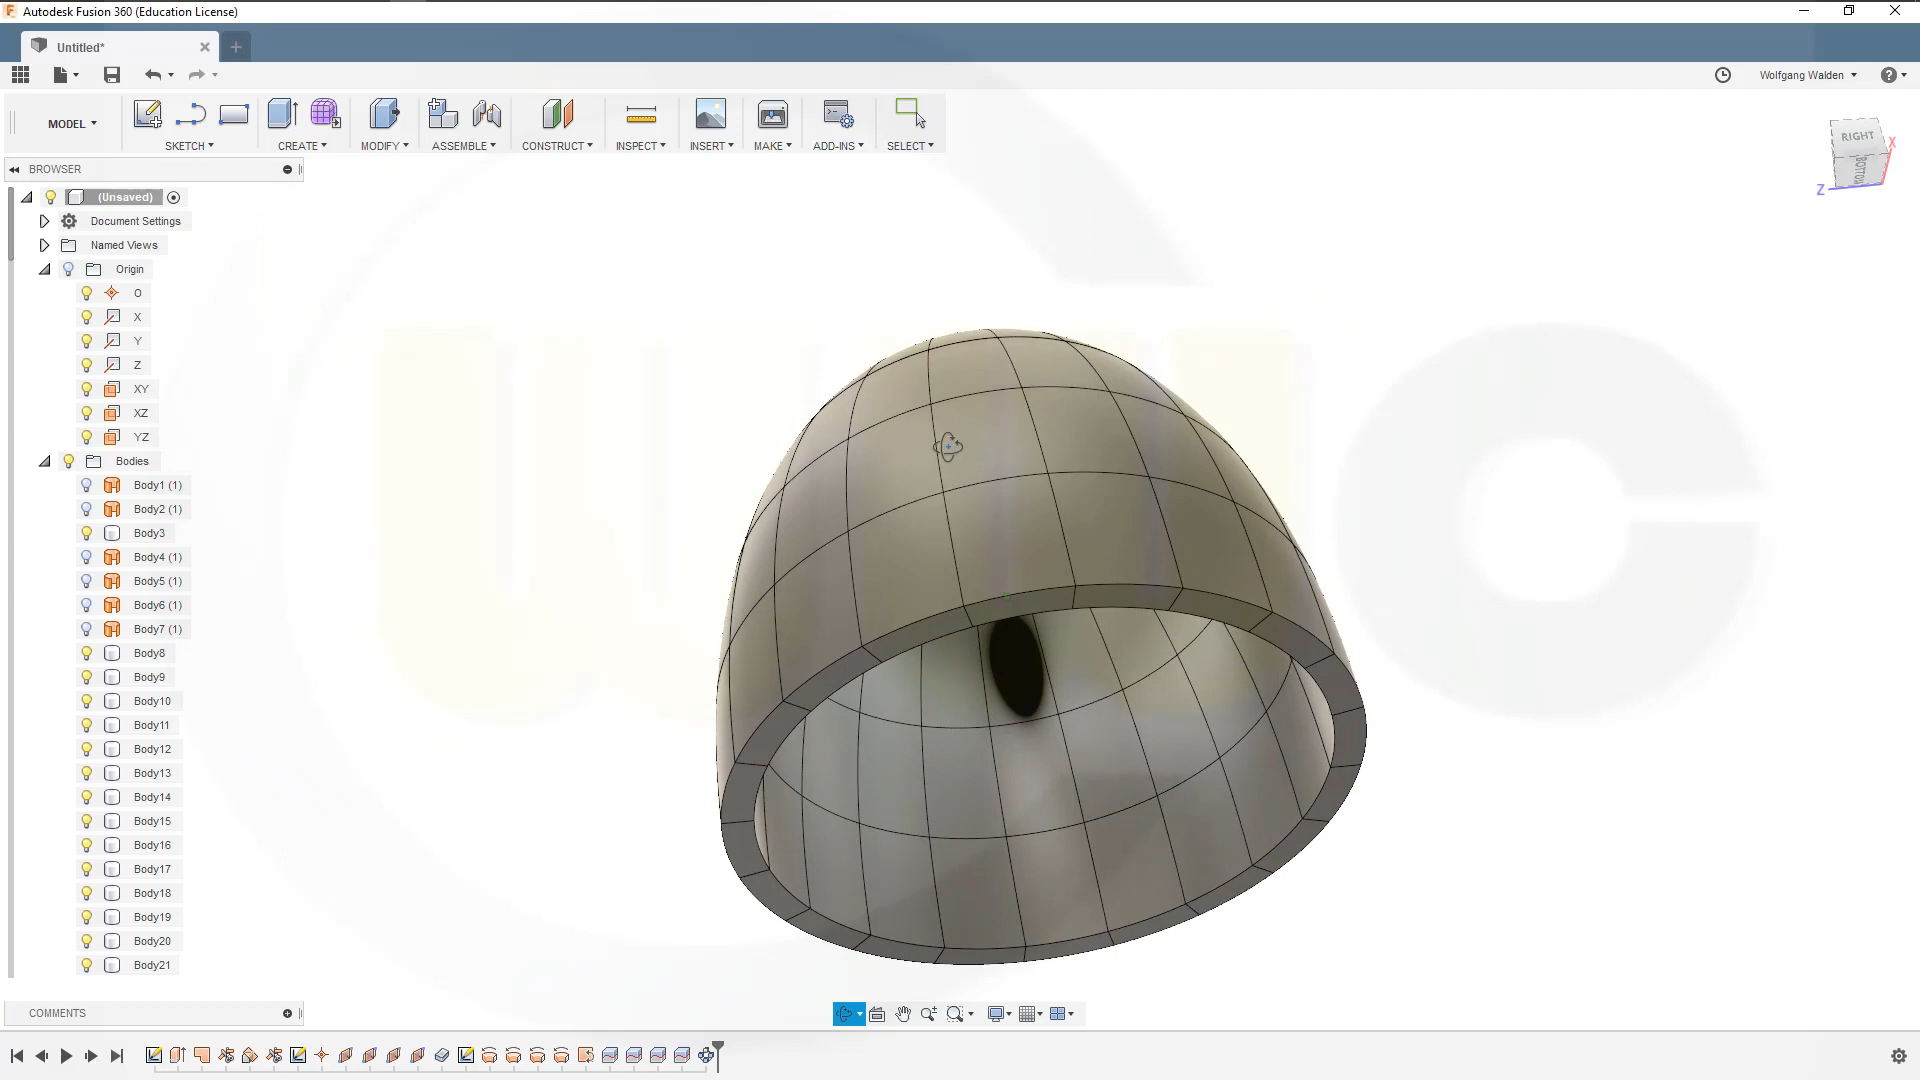 Autodesk Fusion 360 (Education License)
Untitled*
Wolfgang Walden
MODEL
SKETCH
CREATE
MODIFY
ASSEMBLE
CONSTRUCT
INSPECT
INSERT
MAKE
ADD-INS
SELECT
RIGHT
BOTTOM
X
Z
BROWSER
(Unsaved)
Document Settings
Named Views
Origin
O
X
Y
Z
XY
XZ
YZ
Bodies
Body1 (1)
Body2 (1)
Body3
Body4 (1)
Body5 (1)
Body6 (1)
Body7 (1)
Body8
Body9
Body10
Body11
Body12
Body13
Body14
Body15
Body16
Body17
Body18
Body19
Body20
Body21
COMMENTS